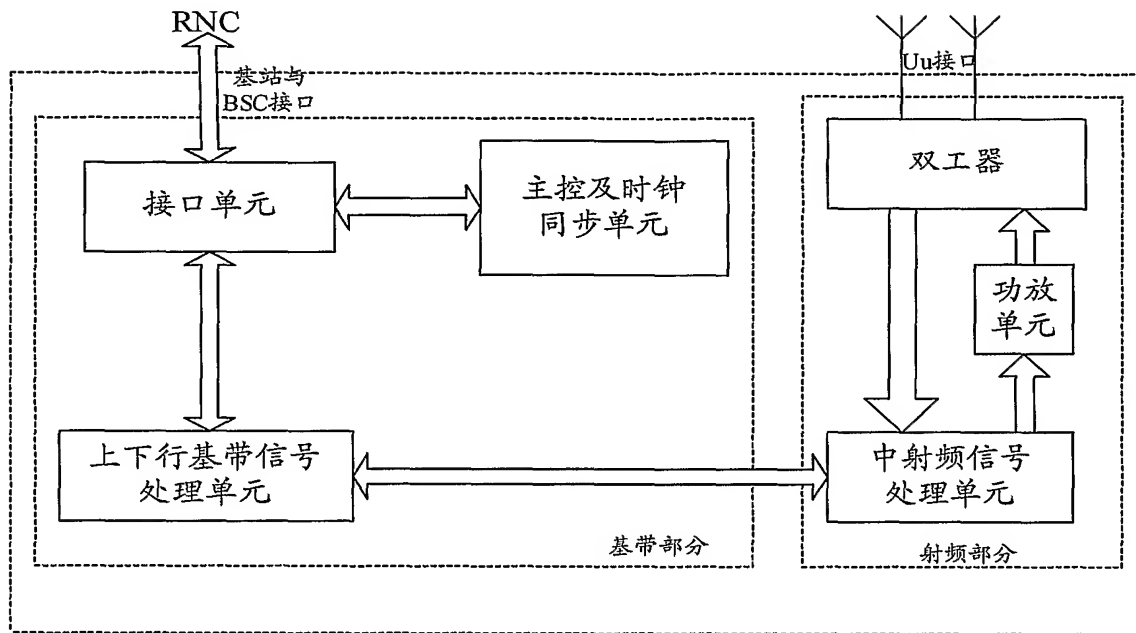 RNC
基站与
BSC接口
Uu接口
接口单元
主控及时钟
同步单元
双工器
功放
单元
上下行基带信号
处理单元
中射频信号
处理单元
基带部分
射频部分